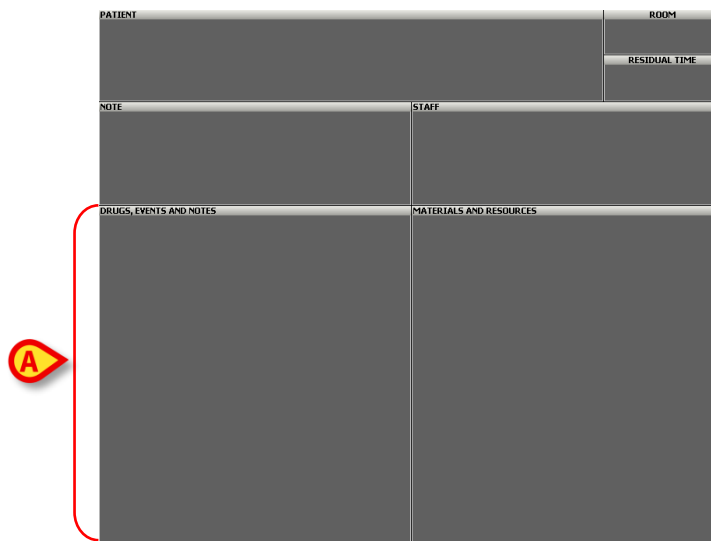 PATIENT
ROOM
RESIDUAL TIME
NOTE
STAFF
DRUGS, EVENTS AND NOTES
MATERIALS AND RESOURCES
A